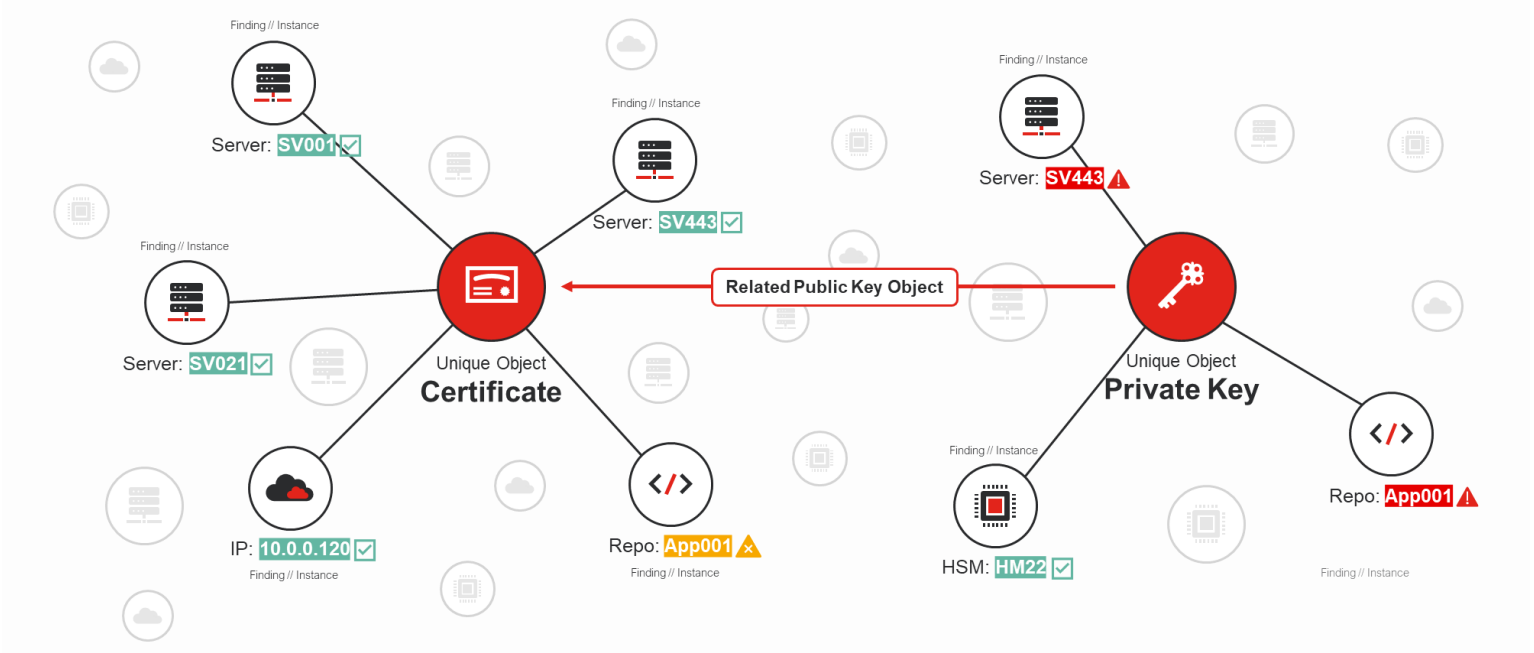 Finding // Instance
Server: SV001
Finding // Instance
Server: SV443
Finding // Instance
Server: SV021
Unique Object
Certificate
IP: 10.0.0.120
Finding // Instance
Repo: App001
Finding // Instance
Related Public Key Object
Finding // Instance
Server: SV443
Unique Object
Private Key
Finding // Instance
HSM: HM22
Repo: App001
Finding // Instance